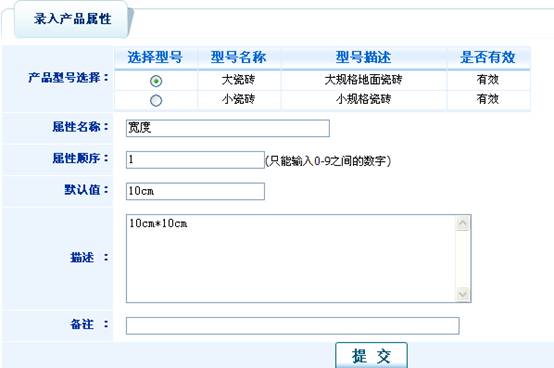 录入产品属性
选择型号 型号名称 型号描述 是否有效
产品型号选择： 大瓷砖 大规格地面瓷砖 有效
小瓷砖 小规格瓷砖 有效
属性名称： 宽度
属性顺序： 1 (只能输入0-9之间的数字)
默认值： 10cm
描述 ： 10cm*10cm
备注 ：
提 交